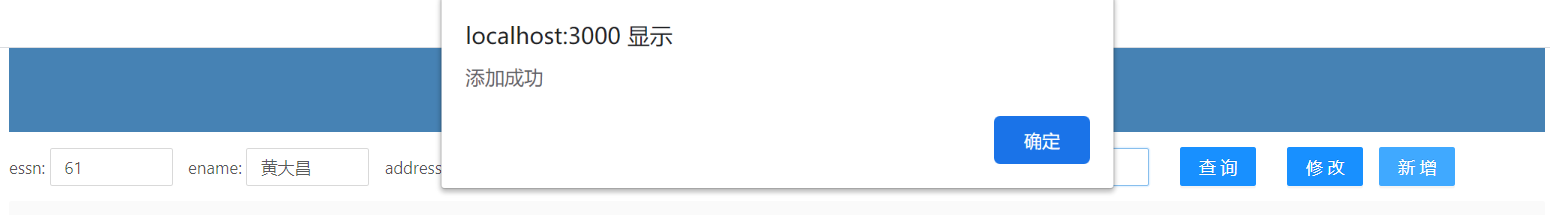 localhost:3000 显示
添加成功
确定
essn: 61 ename: 黄大昌 address 查询 修改 新增